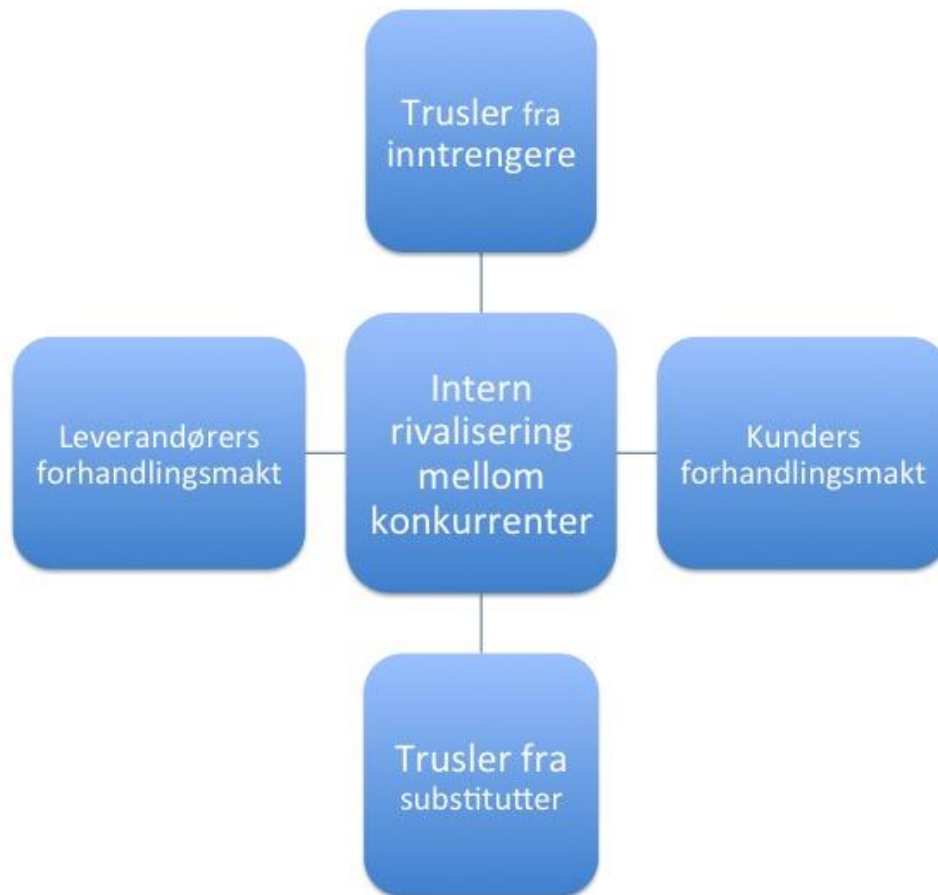 Trusler fra
inntrengere
Leverandørers
forhandlingsmakt
Intern
rivalisering
mellom
konkurrenter
Kunders
forhandlingsmakt
Trusler fra
substitutter